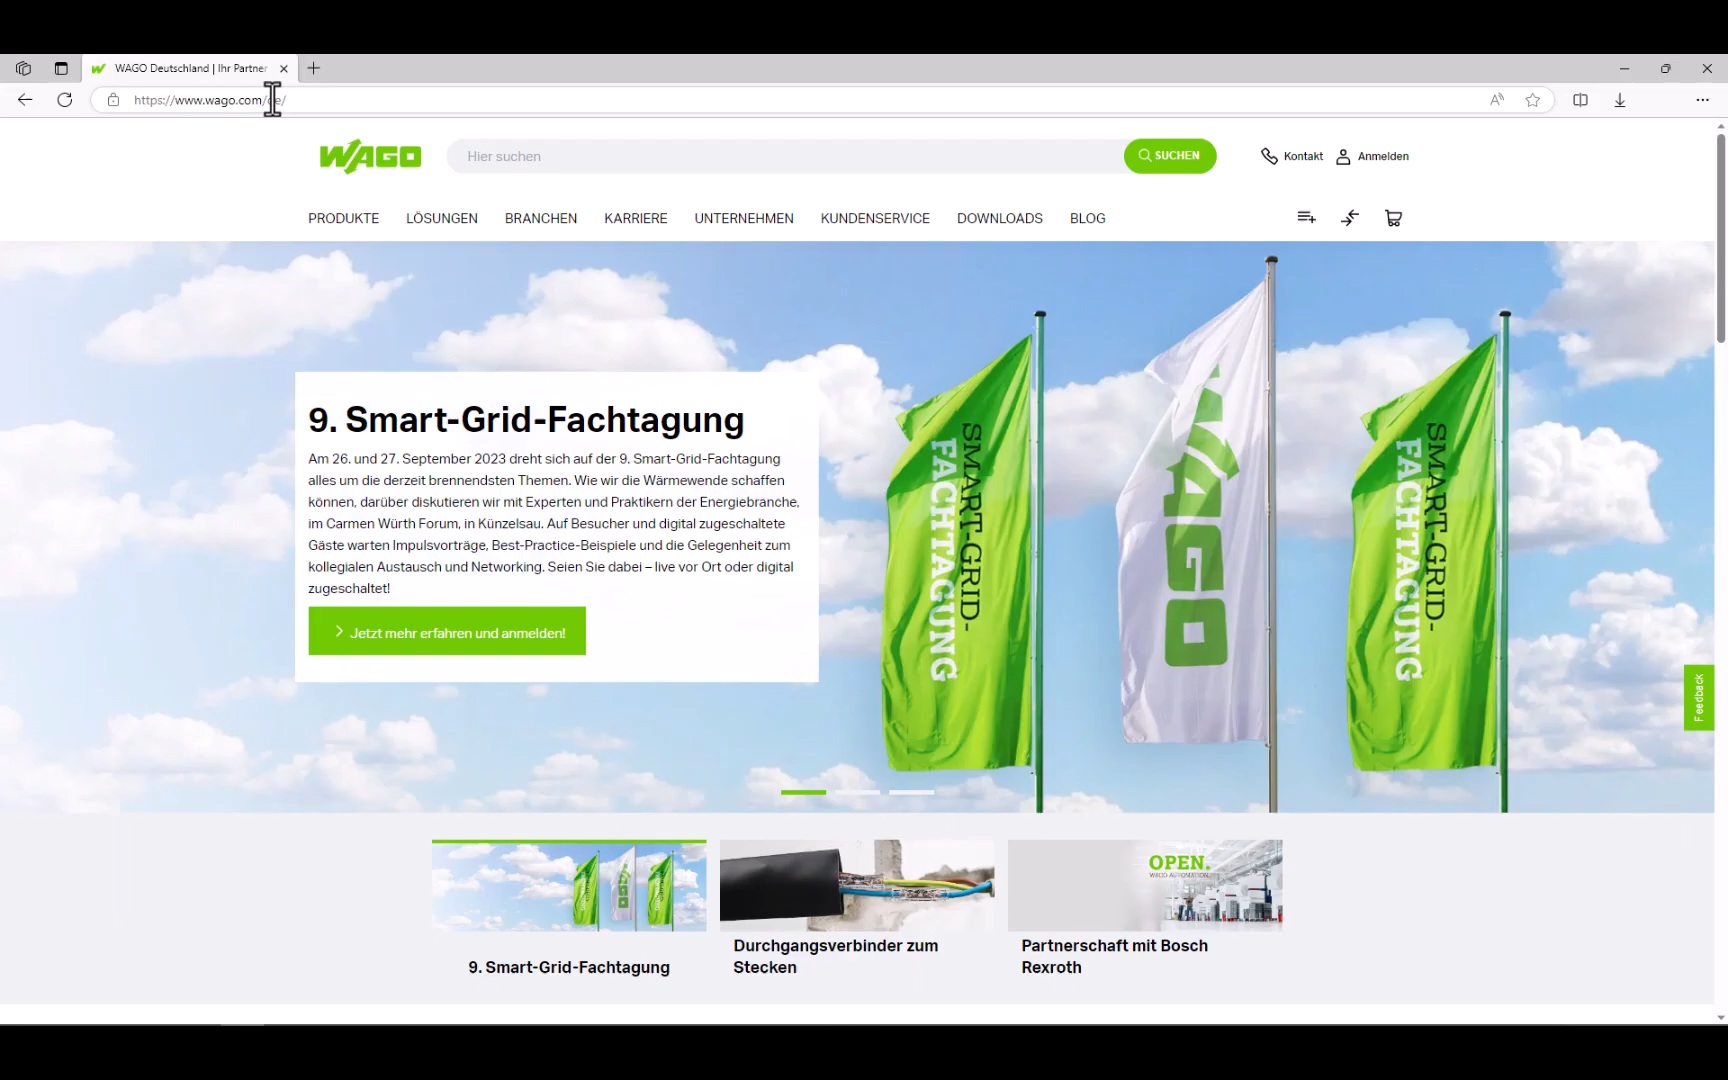 WAGO Deutschland | Ihr Partner
https://www.wago.com/de/
WAGO
Hier suchen
SUCHEN
Kontakt
Anmelden
PRODUKTE
LÖSUNGEN
BRANCHEN
KARRIERE
UNTERNEHMEN
KUNDENSERVICE
DOWNLOADS
BLOG
9. Smart-Grid-Fachtagung
Am 26. und 27. September 2023 dreht sich auf der 9. Smart-Grid-Fachtagung
alles um die derzeit brennendsten Themen. Wie wir die Wärmewende schaffen
können, darüber diskutieren wir mit Experten und Praktikern der Energiebranche,
im Carmen Würth Forum, in Künzelsau. Auf Besucher und digital zugeschaltete
Gäste warten Impulsvorträge, Best-Practice-Beispiele und die Gelegenheit zum
kollegialen Austausch und Networking. Seien Sie dabei – live vor Ort oder digital
zugeschaltet!
Jetzt mehr erfahren und anmelden!
SMART-GRID-
FACHTAGUNG
WAGO
SMART-GRID-
FACHTAGUNG
Feedback
OPEN.
WAGO AUTOMATION
9. Smart-Grid-Fachtagung
Durchgangsverbinder zum
Stecken
Partnerschaft mit Bosch
Rexroth